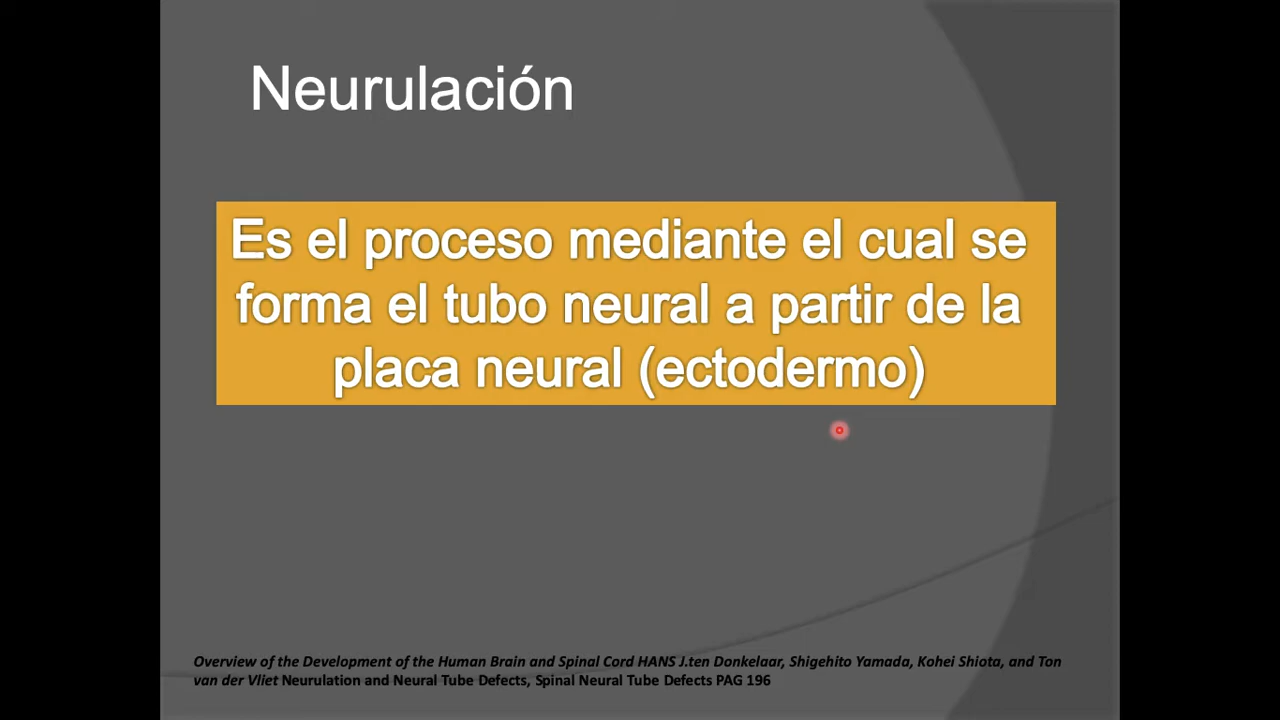 Neurulación
Es el proceso mediante el cual se
forma el tubo neural a partir de la
placa neural (ectodermo)
Overview of the Development of the Human Brain and Spinal Cord HANS J.ten Donkelaar, Shigehito Yamada, Kohei Shiota, and Ton
van der Vliet Neurulation and Neural Tube Defects, Spinal Neural Tube Defects PAG 196